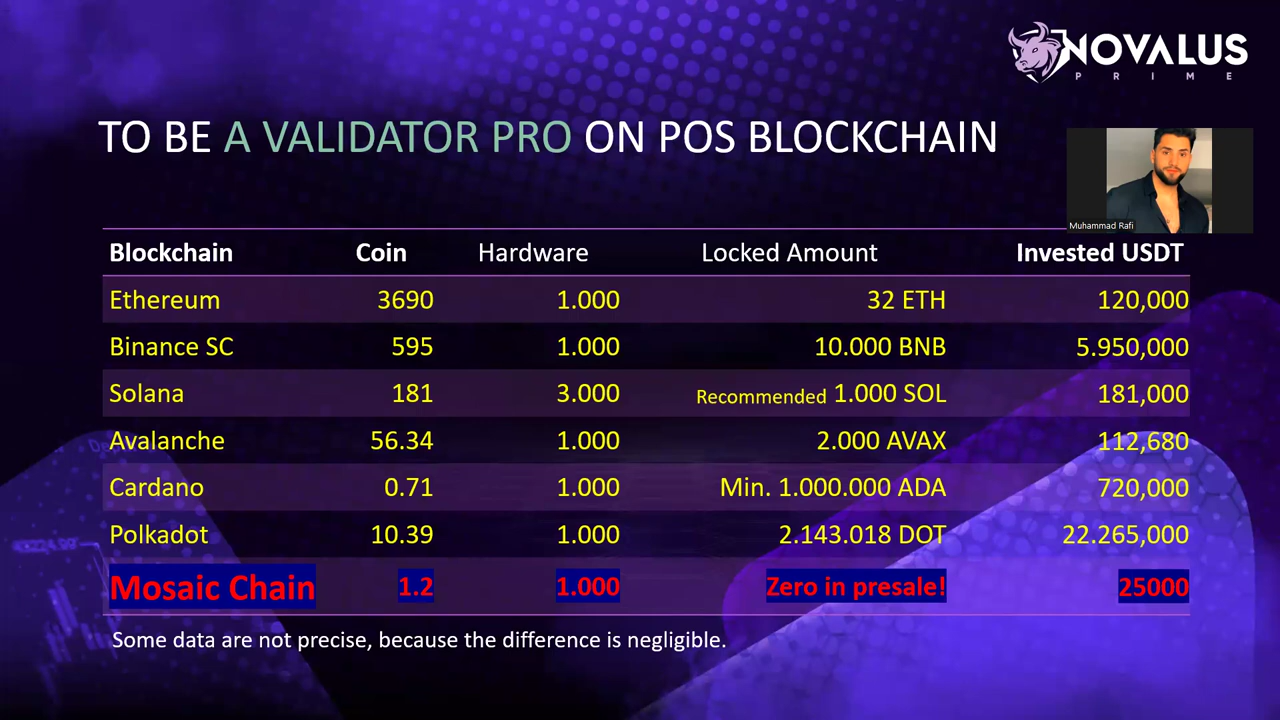 NOVALUS
PRIME
TO BE A VALIDATOR PRO ON POS BLOCKCHAIN
Muhammad Rafi
Blockchain Coin Hardware Locked Amount Invested USDT
Ethereum 3690 1.000 32 ETH 120,000
Binance SC 595 1.000 10.000 BNB 5.950,000
Solana 181 3.000 Recommended 1.000 SOL 181,000
Avalanche 56.34 1.000 2.000 AVAX 112,680
Cardano 0.71 1.000 Min. 1.000.000 ADA 720,000
Polkadot 10.39 1.000 2.143.018 DOT 22.265,000
Mosaic Chain 1.2 1.000 Zero in presale! 25000
Some data are not precise, because the difference is negligible.